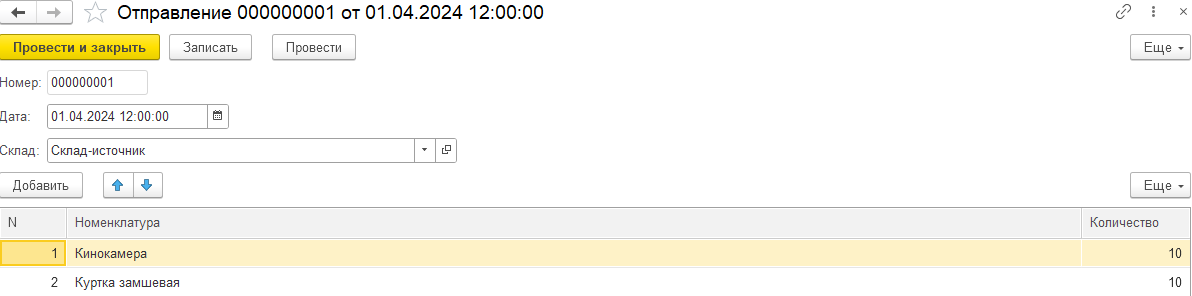 Отправление 000000001 от 01.04.2024 12:00:00
Провести и закрыть Записать Провести Еще
Номер: 000000001
Дата: 01.04.2024 12:00:00
Склад: Склад-источник
Добавить Еще
N Номенклатура Количество
1 Кинокамера 10
2 Куртка замшевая 10